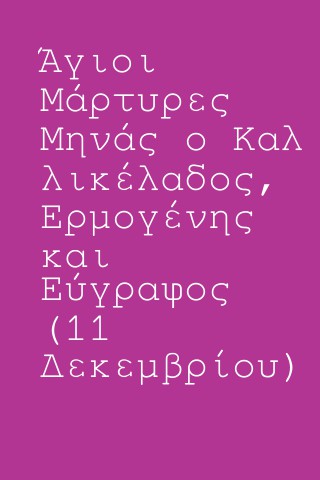 Άγιοι
Μάρτυρες
Μηνάς ο Καλ
λικέλαδος,
Ερμογένης
και
Εύγραφος
(11
Δεκεμβρίου)